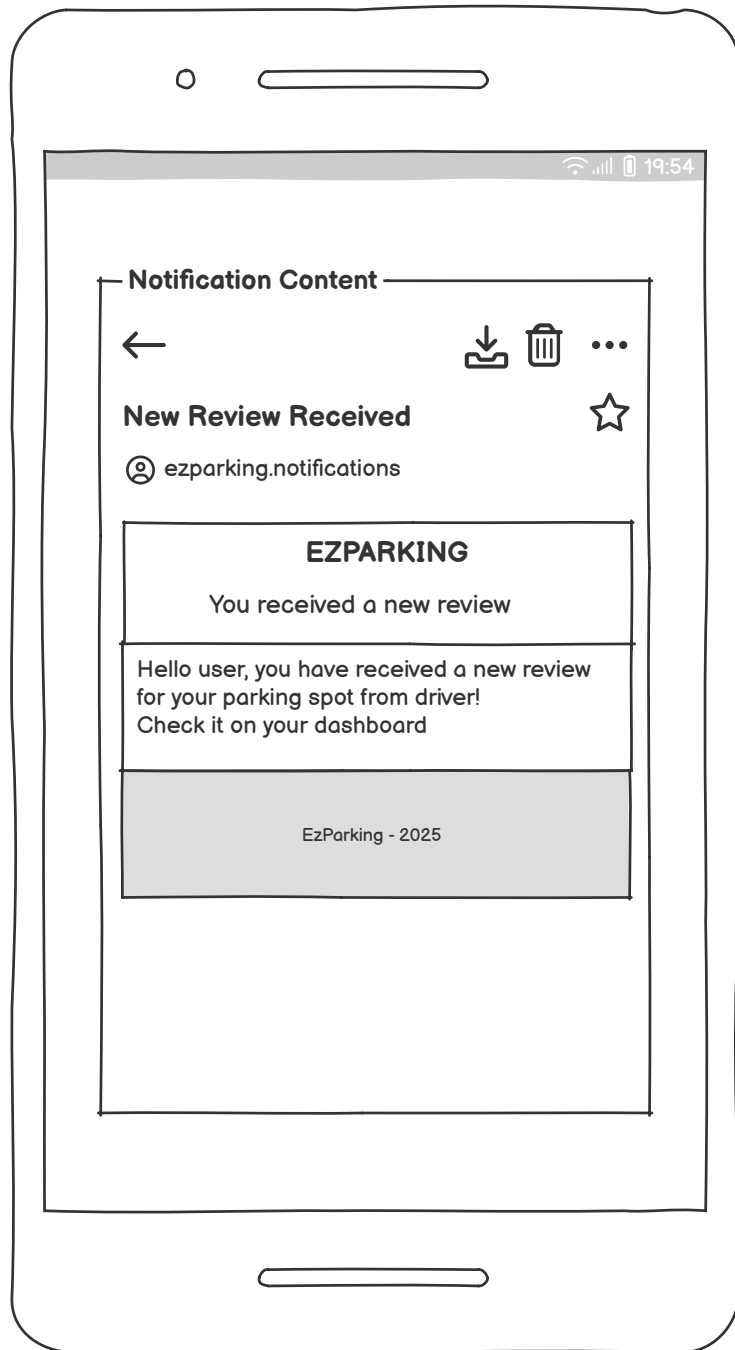 19:54
Notification Content
New Review Received
ezparking.notifications
EZPARKING
You received a new review
Hello user, you have received a new review
for your parking spot from driver!
Check it on your dashboard
EzParking - 2025